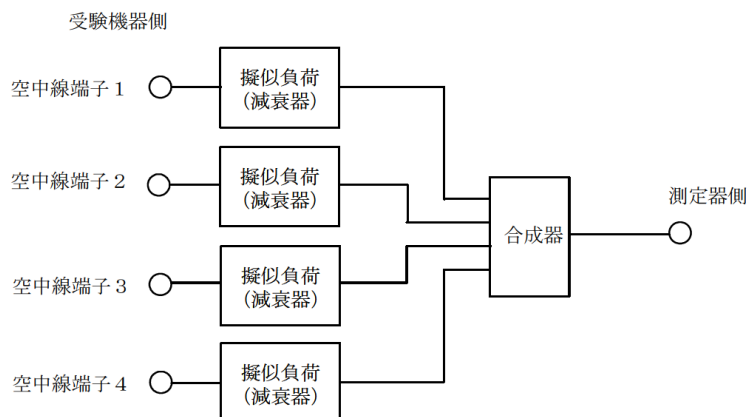 受験機器側
空中線端子１
擬似負荷
（減衰器）
空中線端子２
擬似負荷
（減衰器）
測定器側
合成器
空中線端子３
擬似負荷
（減衰器）
空中線端子４
擬似負荷
（減衰器）